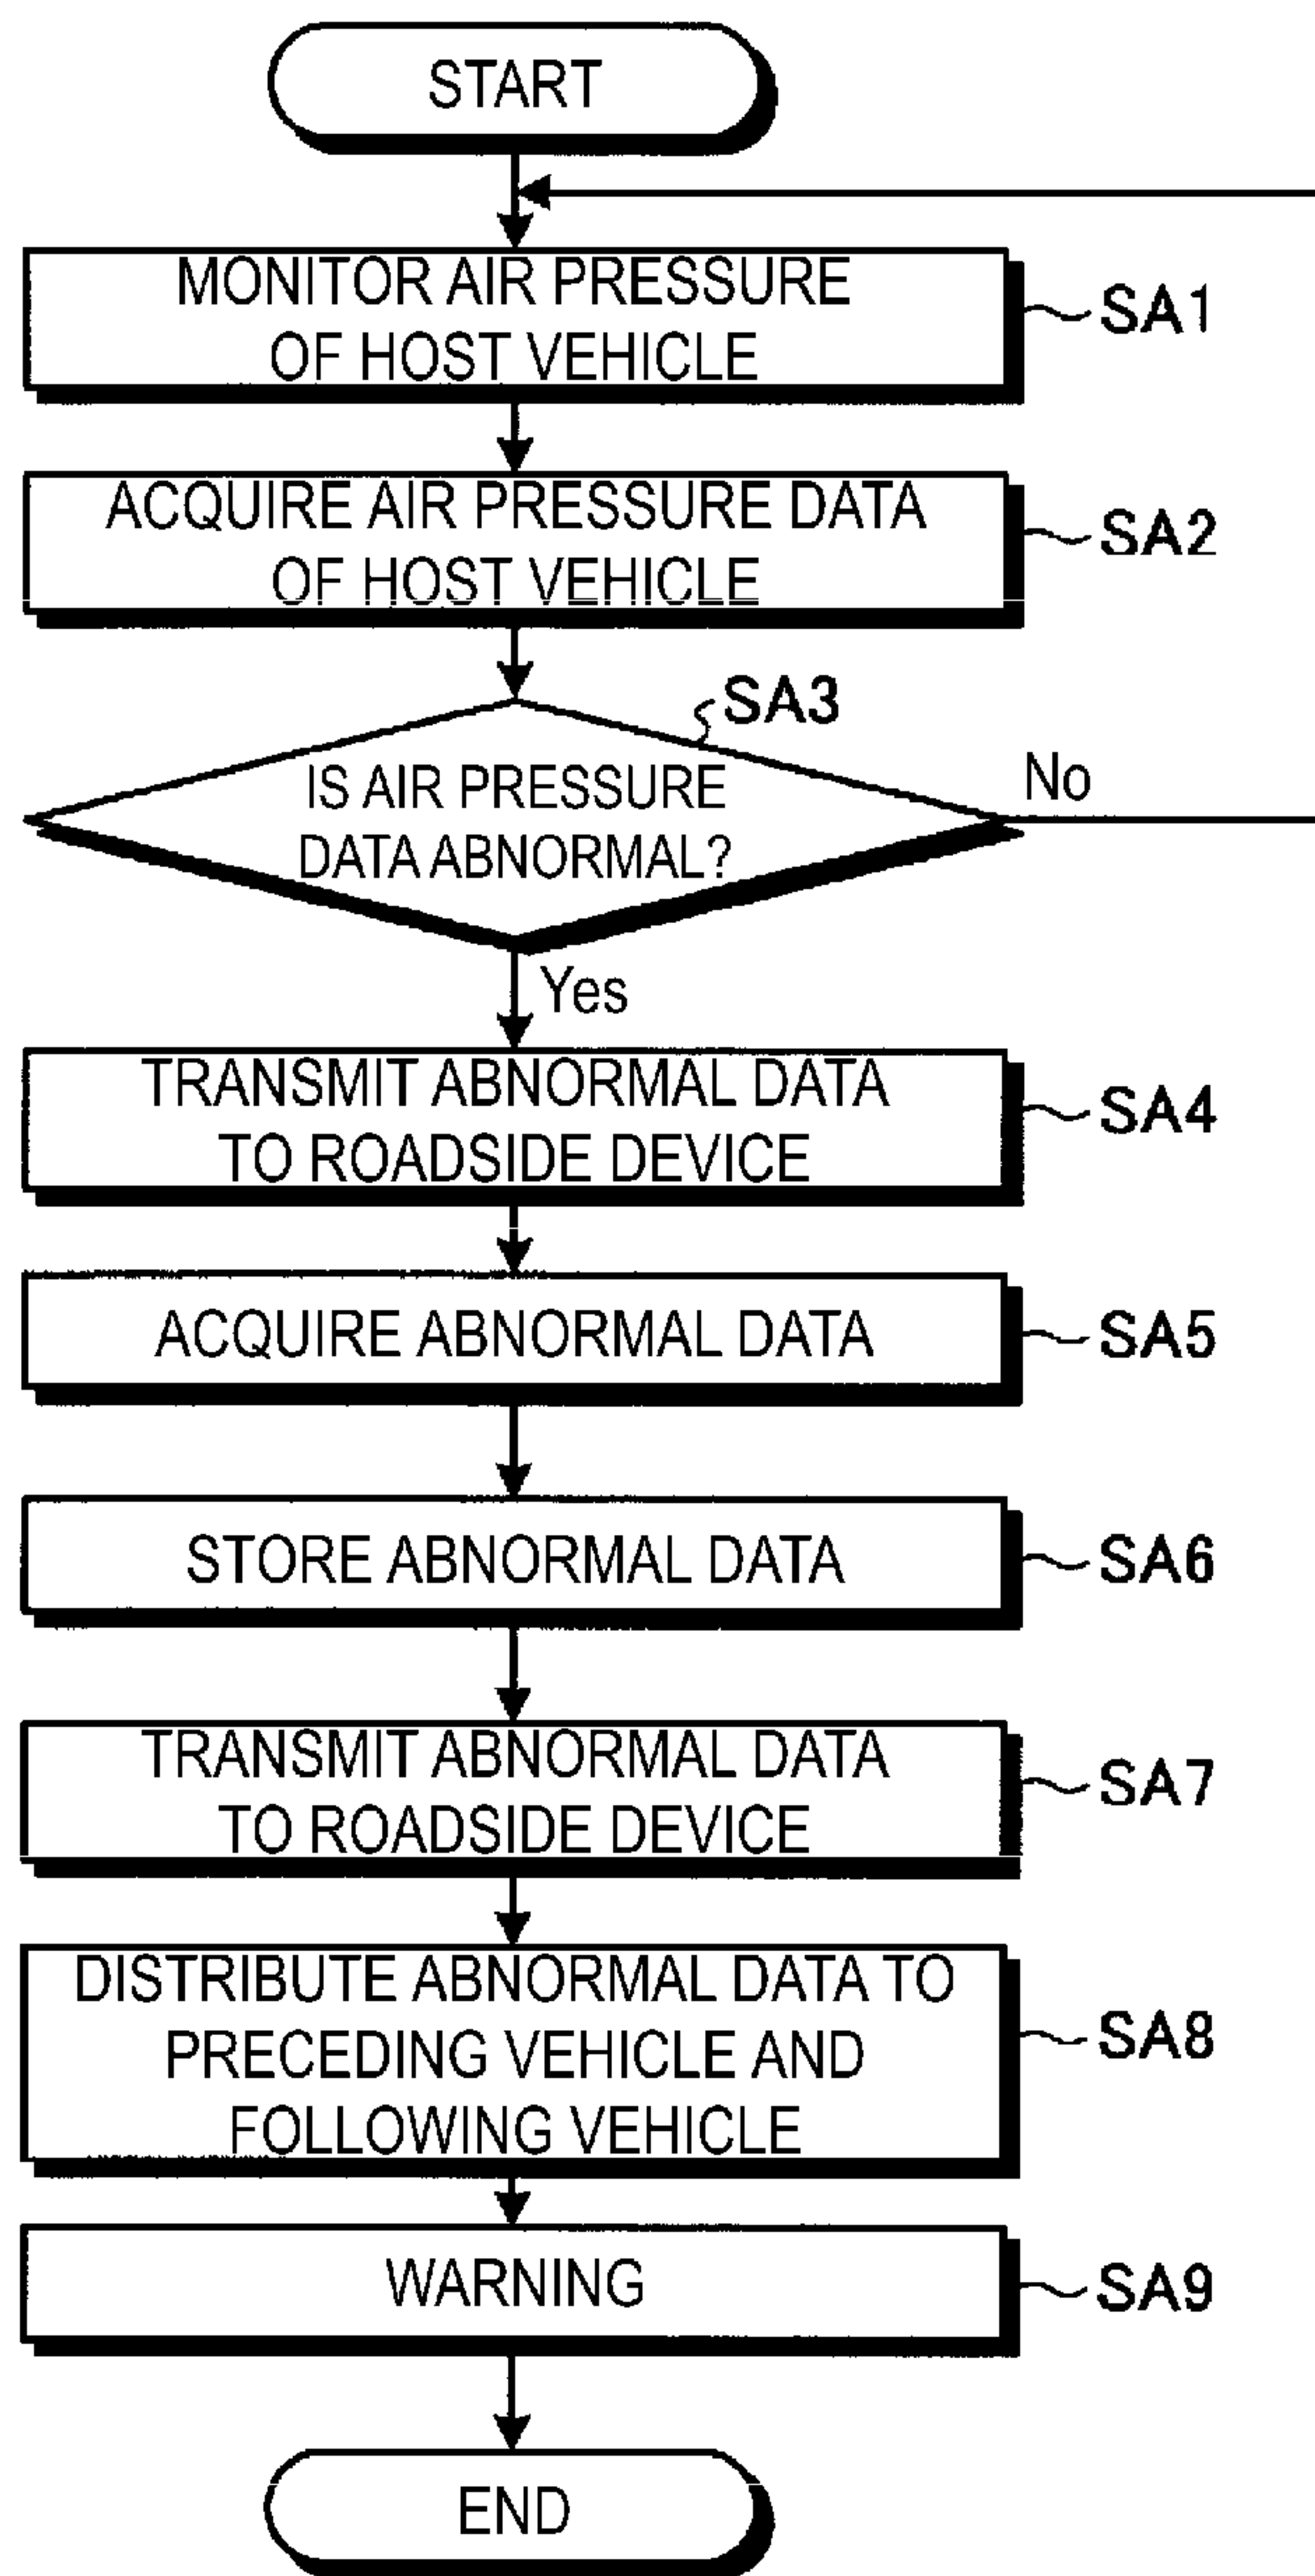 START
MONITOR AIR PRESSURE
OF HOST VEHICLE
SA1
ACQUIRE AIR PRESSURE DATA
OF HOST VEHICLE
SA2
SA3
IS AIR PRESSURE
DATA ABNORMAL?
No
Yes
TRANSMIT ABNORMAL DATA
TO ROADSIDE DEVICE
SA4
ACQUIRE ABNORMAL DATA
SA5
STORE ABNORMAL DATA
SA6
TRANSMIT ABNORMAL DATA
TO ROADSIDE DEVICE
SA7
DISTRIBUTE ABNORMAL DATA TO
PRECEDING VEHICLE AND
FOLLOWING VEHICLE
SA8
WARNING
SA9
END